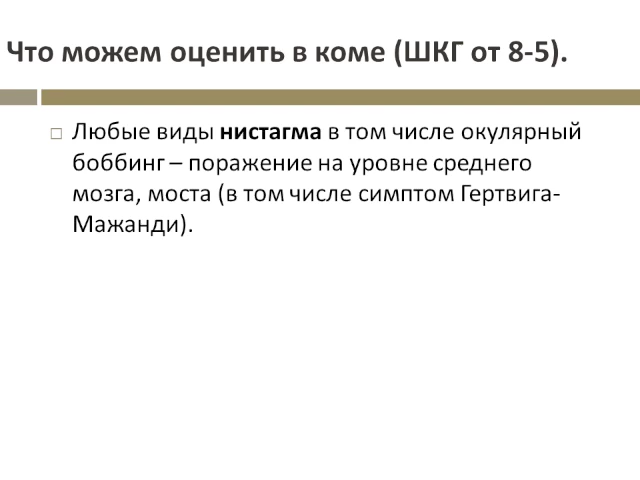 Что можем оценить в коме (ШКГ от 8-5).
Любые виды нистагма в том числе окулярный
боббинг – поражение на уровне среднего
мозга, моста (в том числе симптом Гертвига-
Мажанди).